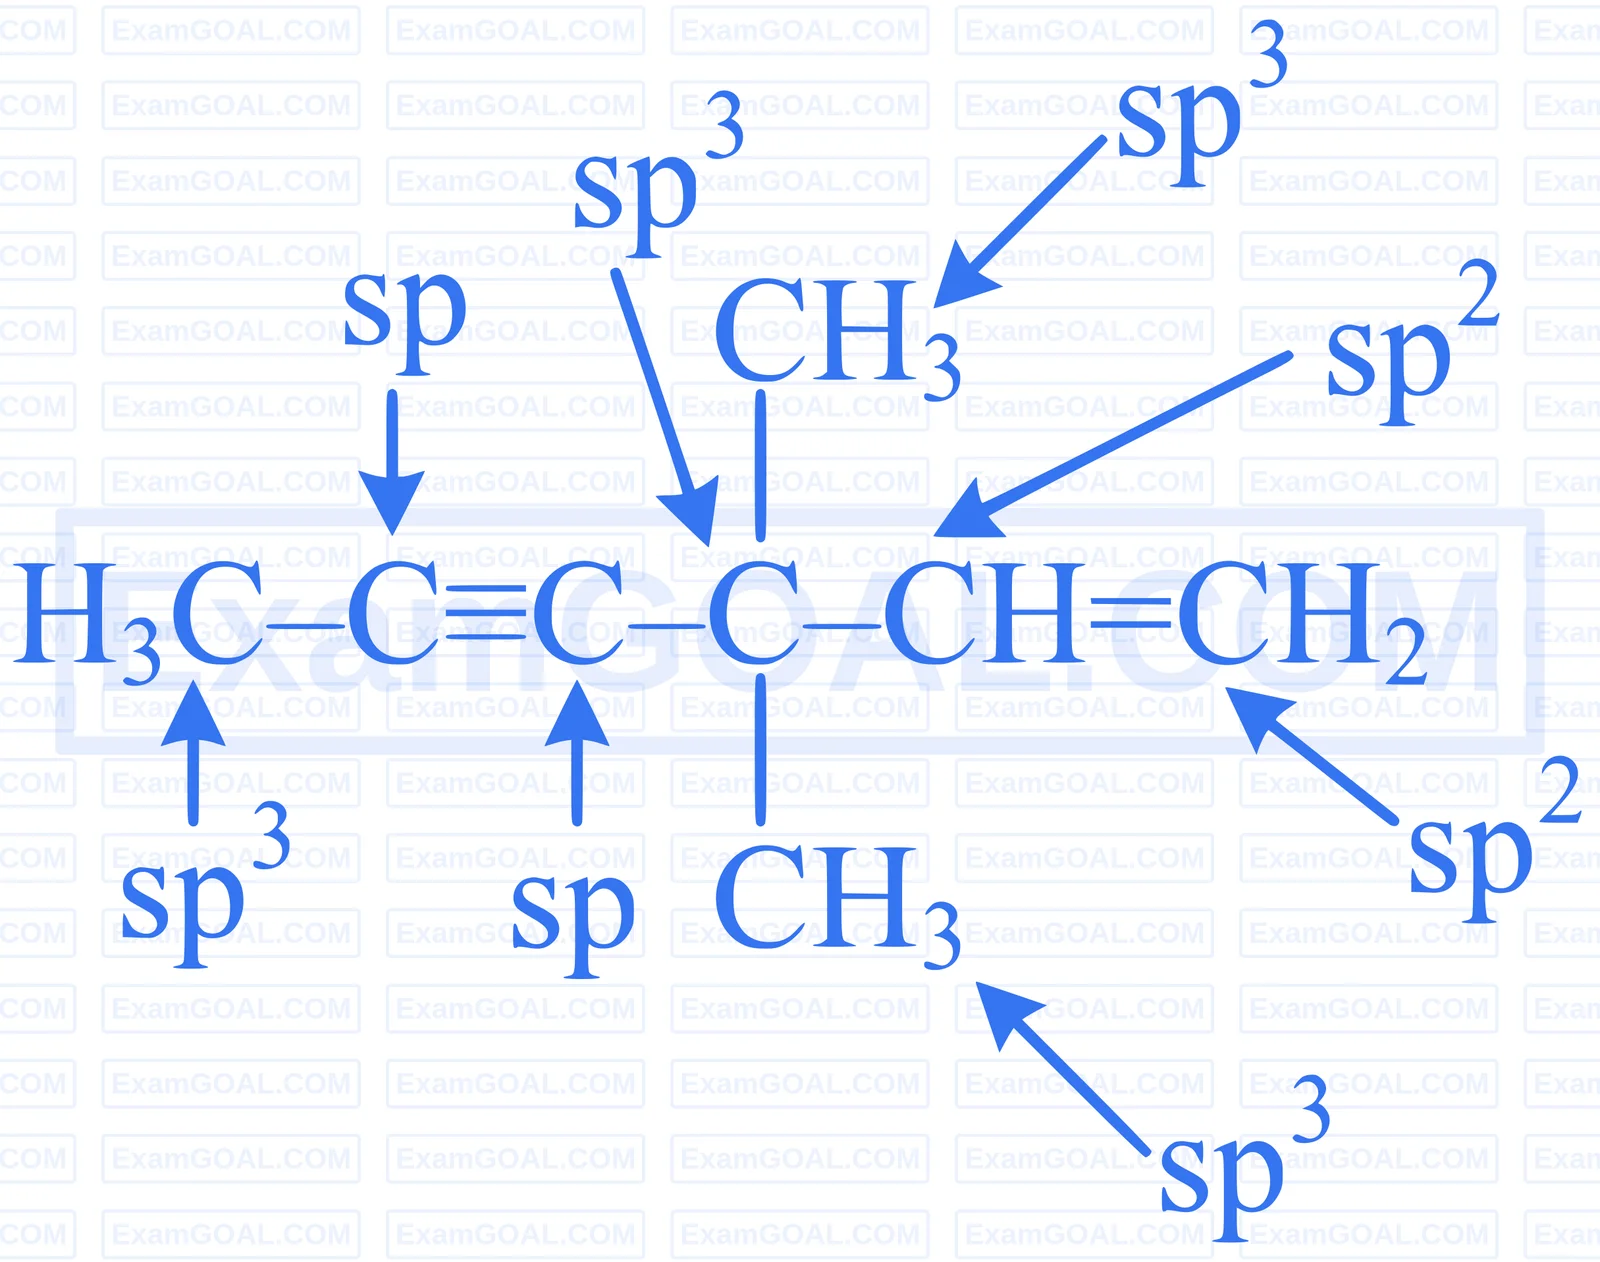 sp³
sp³
sp
CH₃
sp²
H₃C—C≡C—C—CH=CH₂
sp³
sp
CH₃
sp²
sp³
ExamGOAL.COM